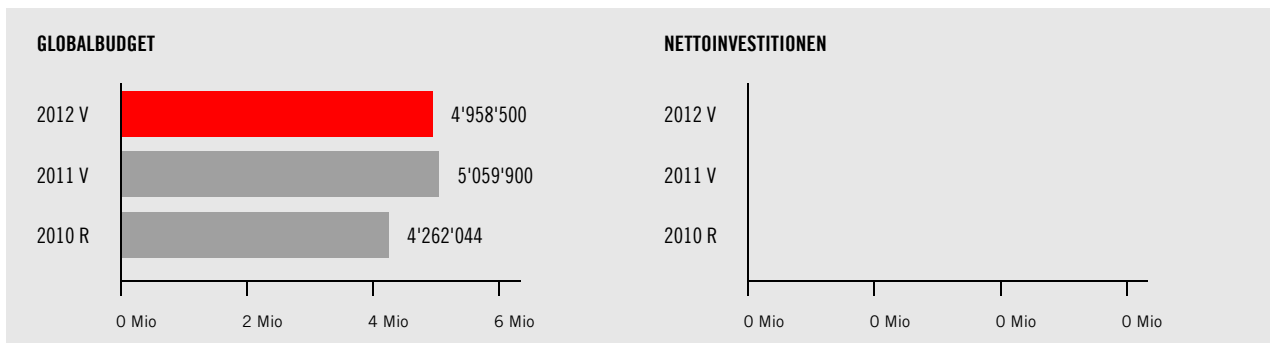 GLOBALBUDGET
2012 V 4'958'500
2011 V 5'059'900
2010 R 4'262'044
0 Mio 2 Mio 4 Mio 6 Mio
NETTOINVESTITIONEN
2012 V
2011 V
2010 R
0 Mio 0 Mio 0 Mio 0 Mio